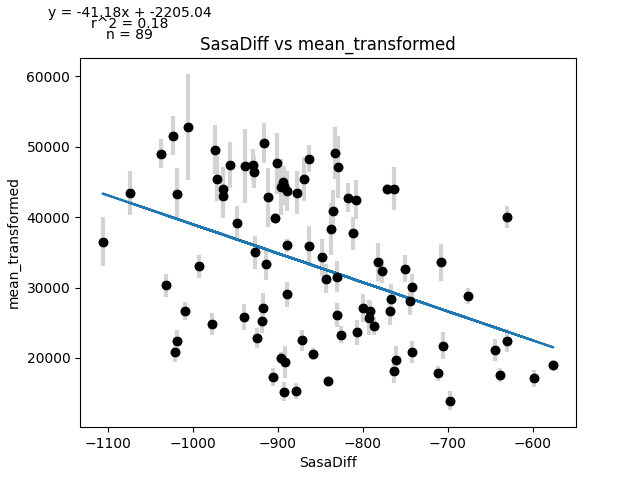 y = -41.18x + -2205.04
r^2 = 0.18
n = 89
SasaDiff vs mean_transformed
60000
50000
40000
30000
20000
mean_transformed
−1100 −1000 −900 −800 −700 −600
SasaDiff